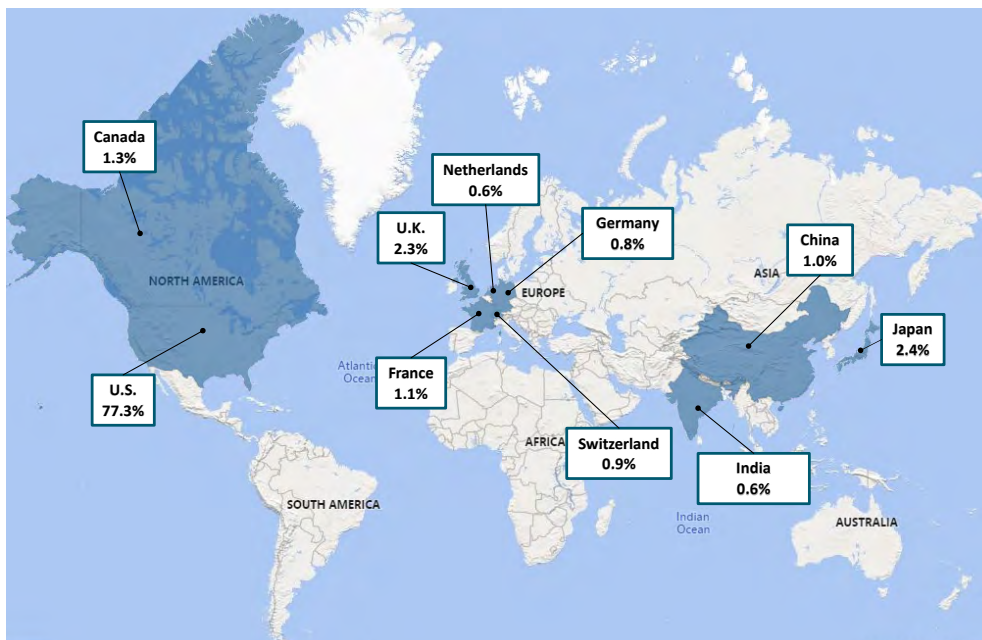 Canada
1.3%
Netherlands
0.6%
U.K.
2.3%
Germany
0.8%
China
1.0%
ASIA
NORTH AMERICA
EUROPE
Japan
2.4%
Atlantic
Ocean
France
1.1%
U.S.
77.3%
AFRICA
Switzerland
0.9%
India
0.6%
SOUTH AMERICA
Indian
Ocean
AUSTRALIA